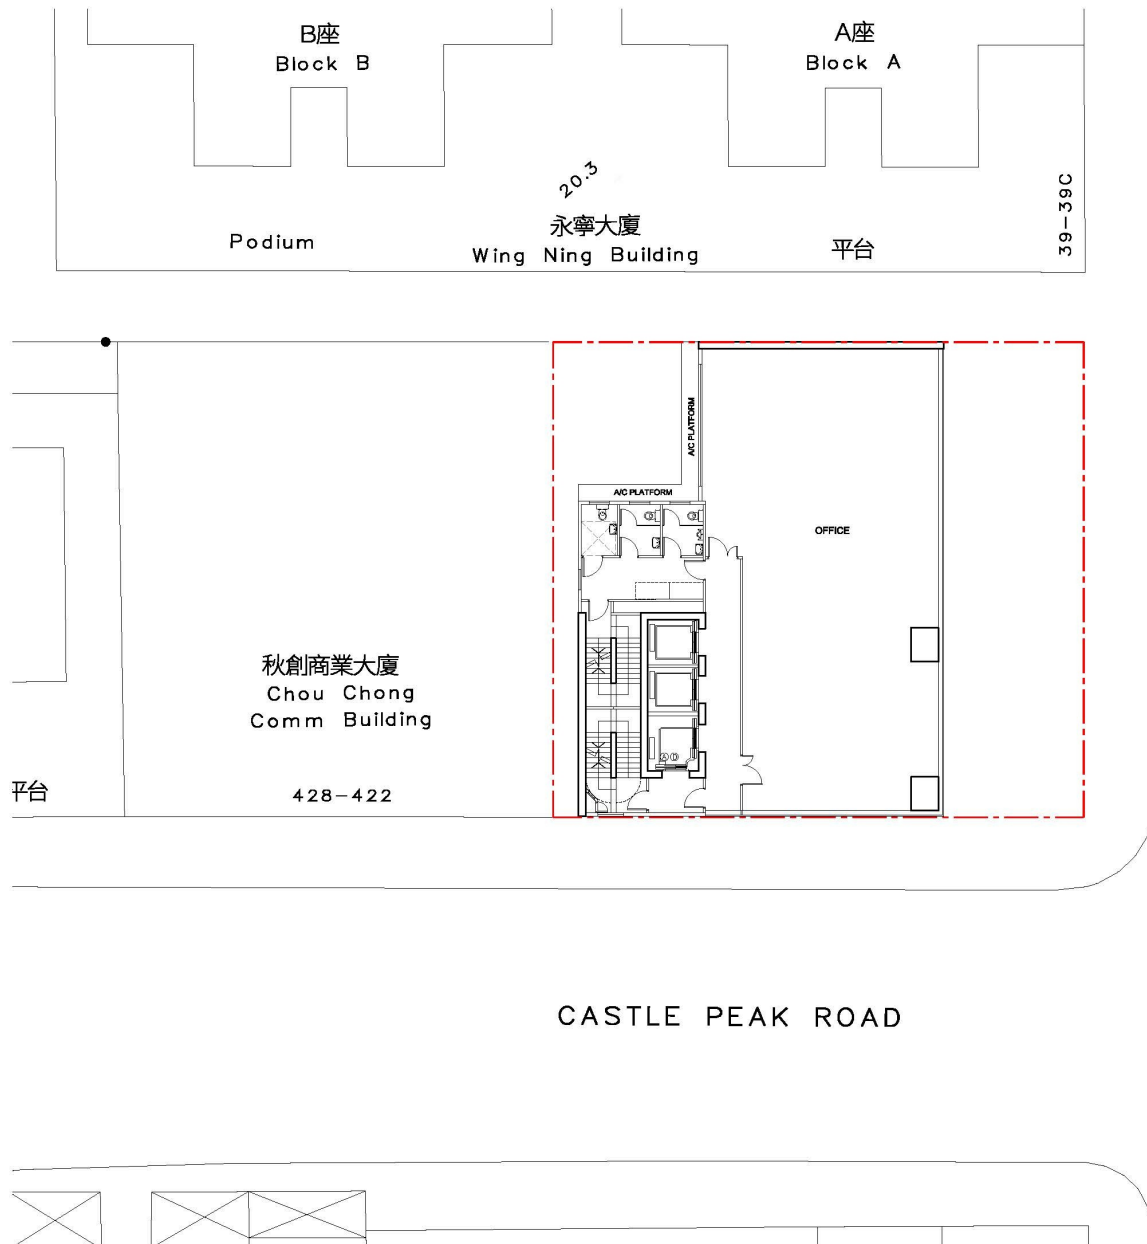 B座
Block B
A座
Block A
20.3
39-39C
永寧大廈
Wing Ning Building
Podium
平台
A/C PLATFORM
A/C PLATFORM
OFFICE
秋創商業大廈
Chou Chong
Comm Building
平台
428-422
CASTLE PEAK ROAD